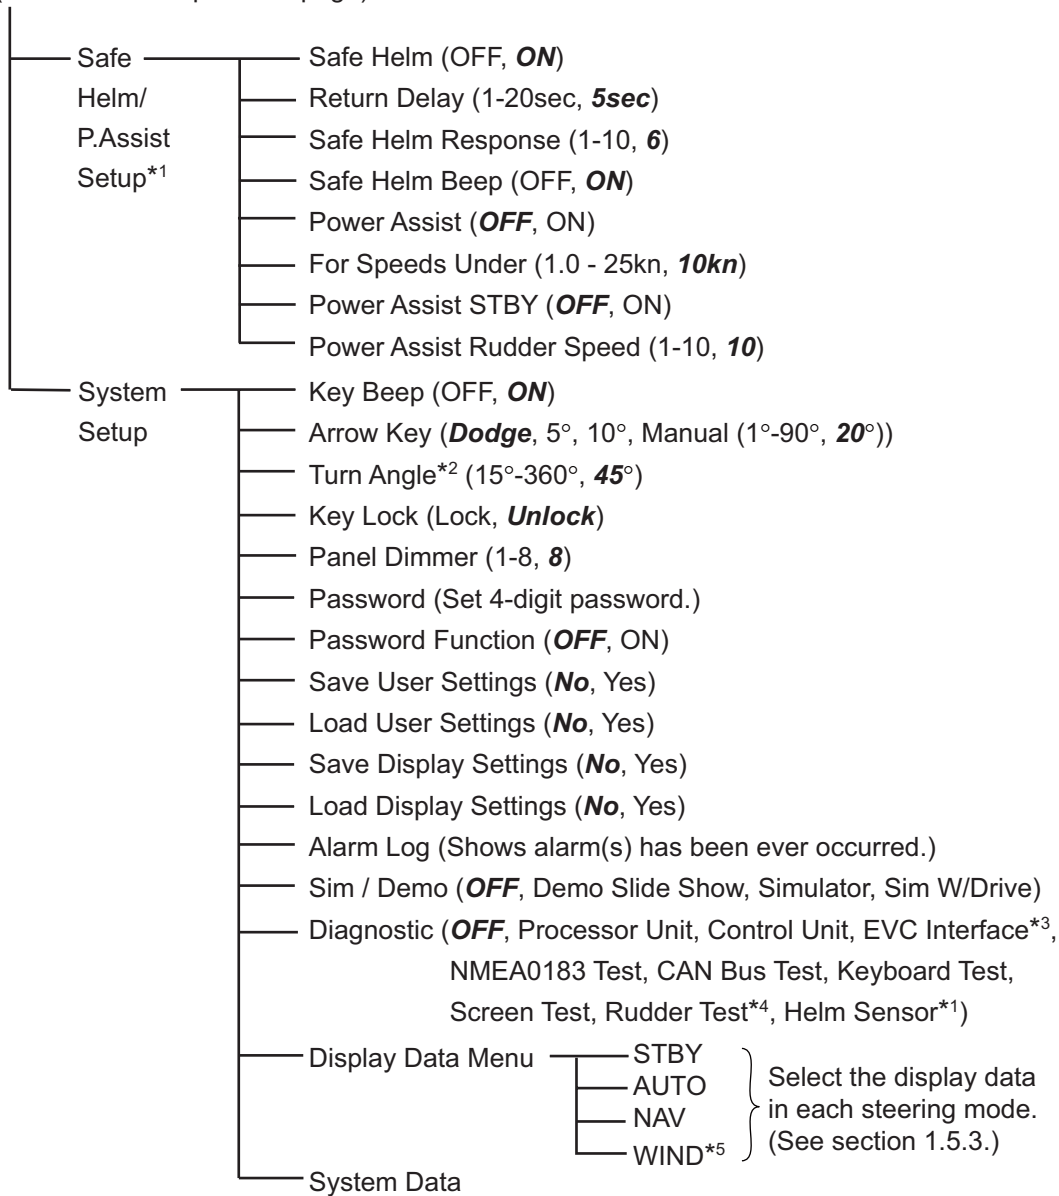 Safe
Helm/
P.Assist
Setup*1
Safe Helm (OFF, ON)
Return Delay (1-20sec, 5sec)
Safe Helm Response (1-10, 6)
Safe Helm Beep (OFF, ON)
Power Assist (OFF, ON)
For Speeds Under (1.0 - 25kn, 10kn)
Power Assist STBY (OFF, ON)
Power Assist Rudder Speed (1-10, 10)
System
Setup
Key Beep (OFF, ON)
Arrow Key (Dodge, 5°, 10°, Manual (1°-90°, 20°))
Turn Angle*2 (15°-360°, 45°)
Key Lock (Lock, Unlock)
Panel Dimmer (1-8, 8)
Password (Set 4-digit password.)
Password Function (OFF, ON)
Save User Settings (No, Yes)
Load User Settings (No, Yes)
Save Display Settings (No, Yes)
Load Display Settings (No, Yes)
Alarm Log (Shows alarm(s) has been ever occurred.)
Sim / Demo (OFF, Demo Slide Show, Simulator, Sim W/Drive)
Diagnostic (OFF, Processor Unit, Control Unit, EVC Interface*3,
NMEA0183 Test, CAN Bus Test, Keyboard Test,
Screen Test, Rudder Test*4, Helm Sensor*1)
Display Data Menu
STBY
AUTO
NAV
WIND*5
Select the display data
in each steering mode.
(See section 1.5.3.)
System Data